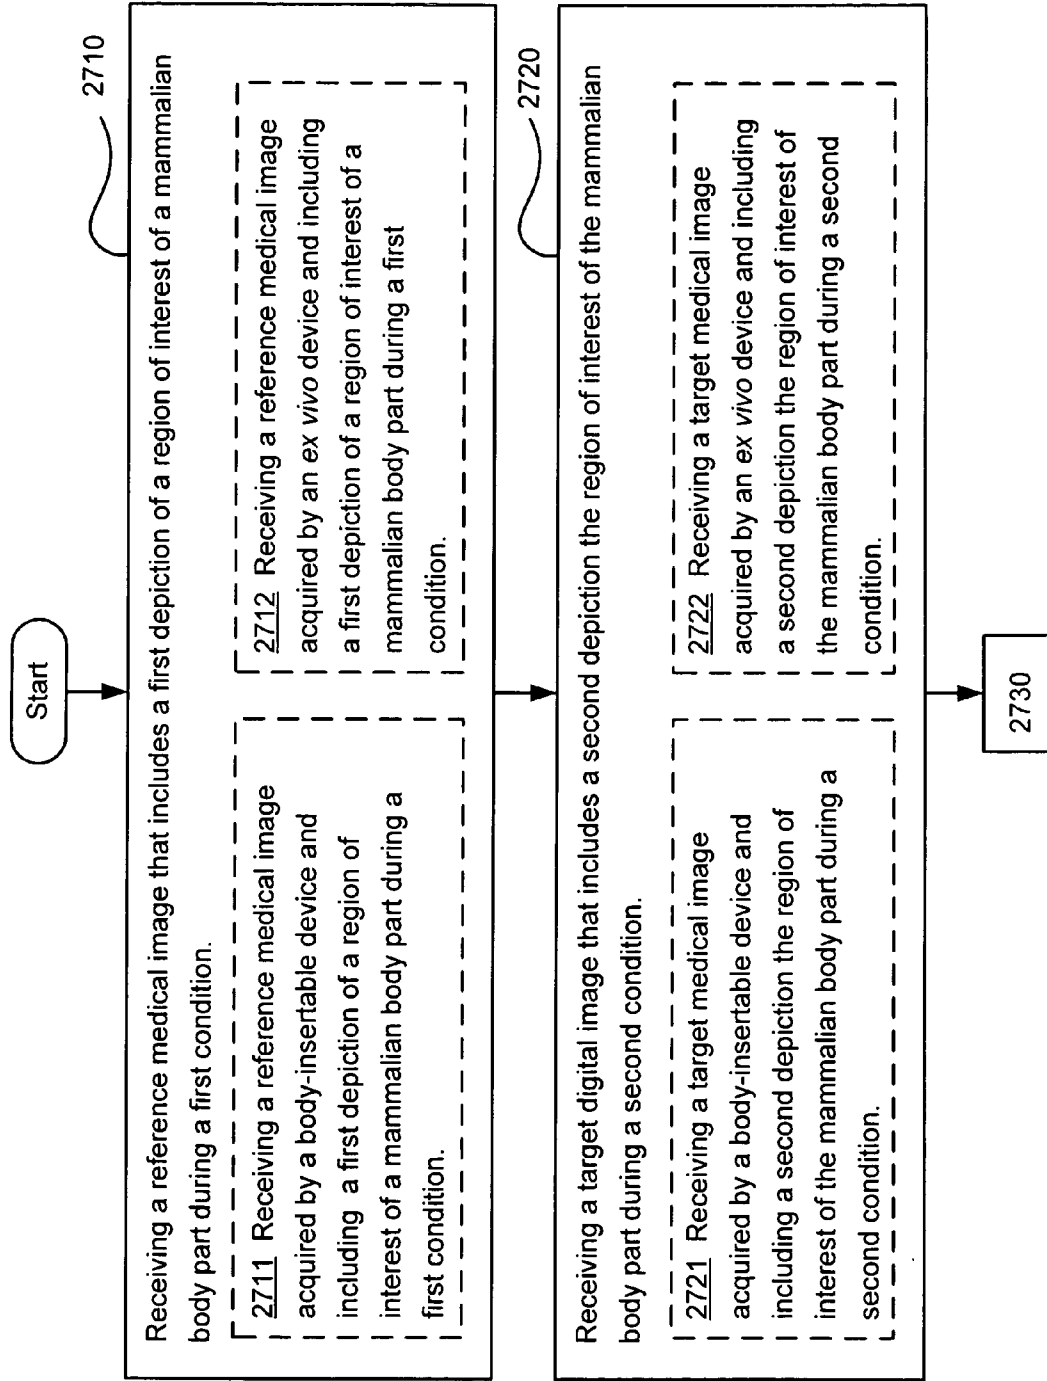 Start
2710
Receiving a reference medical image that includes a first depiction of a region of interest of a mammalian
body part during a first condition.
2711 Receiving a reference medical image
acquired by a body-insertable device and
including a first depiction of a region of
interest of a mammalian body part during a
first condition.
2712 Receiving a reference medical image
acquired by an ex vivo device and including
a first depiction of a region of interest of a
mammalian body part during a first
condition.
2720
Receiving a target digital image that includes a second depiction the region of interest of the mammalian
body part during a second condition.
2721 Receiving a target medical image
acquired by a body-insertable device and
including a second depiction the region of
interest of the mammalian body part during a
second condition.
2722 Receiving a target medical image
acquired by an ex vivo device and including
a second depiction the region of interest of
the mammalian body part during a second
condition.
2730